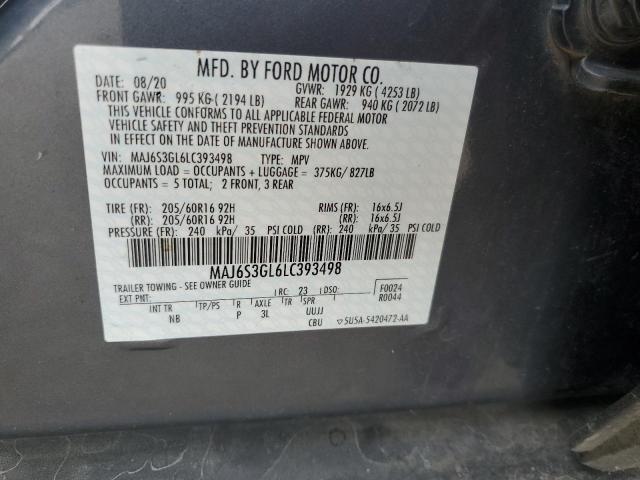 MFD. BY FORD MOTOR CO.
DATE: 08/20 GVWR: 1929 KG ( 4253 LB)
FRONT GAWR: 995 KG ( 2194 LB) REAR GAWR: 940 KG ( 2072 LB)
THIS VEHICLE CONFORMS TO ALL APPLICABLE FEDERAL MOTOR
VEHICLE SAFETY AND THEFT PREVENTION STANDARDS
IN EFFECT ON THE DATE OF MANUFACTURE SHOWN ABOVE.
VIN: MAJ6S3GL6LC393498 TYPE: MPV
MAXIMUM LOAD = OCCUPANTS + LUGGAGE = 375KG/ 827LB
OCCUPANTS = 5 TOTAL; 2 FRONT, 3 REAR
TIRE (FR): 205/60R16 92H RIMS (FR): 16x6.5J
(RR): 205/60R16 92H (RR): 16x6.5J
PRESSURE (FR): 240 kPa/ 35 PSI COLD (RR): 240 kPa/ 35 PSI COLD
MAJ6S3GL6LC393498
TRAILER TOWING - SEE OWNER GUIDE
EXT PNT: RC: 23 DSO: F0024
R0044
INT TR TP/PS R AXLE TR SPR
NB P 3L UUJJ
CBU 5U5A-5420472-AA